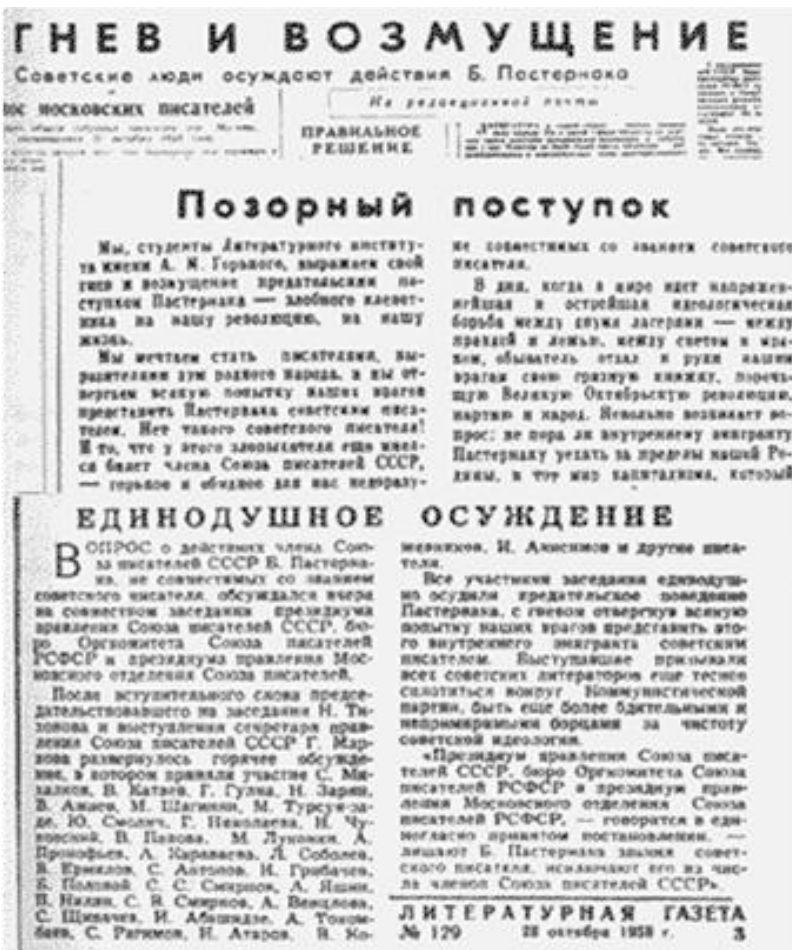 ГНЕВ И ВОЗМУЩЕНИЕ
Советские люди осуждают действия Б. Пастернака
московских писателей
На редакционной почты
ПРАВИЛЬНОЕ
РЕШЕНИЕ
Позорный поступок
Мы, студенты Литературного институ-
та имени А. М. Горького, выражаем свой
гнев и возмущение предательским по-
ступком Пастернака — злобного клевет-
ника на нашу революцию, на нашу
жизнь.
Мы мечтаем стать писателями, вы-
разителями дум родного народа, и мы от-
вергаем всякую попытку наших врагов
представить Пастернака советским писа-
телем. Нет такого советского писателя!
И то, что у этого злопыхателя еще имел-
ся билет члена Союза писателей СССР,
— горькое и обидное для нас недоразу-
не совместимых со званием советского
писателя.
В дни, когда в мире идет напряжен-
нейшая и острейшая идеологическая
борьба между двумя лагерями — между
правдой и ложью, между светом и мра-
ком, обыватель отдал в руки нашим
врагам свою грязную книжку, пороча-
щую Великую Октябрьскую революцию,
партию и народ. Невольно возникает во-
прос: не пора ли внутреннему эмигранту
Пастернаку уехать за пределы нашей Ро-
дины, в тот мир капитализма, который
ЕДИНОДУШНОЕ ОСУЖДЕНИЕ
ВОПРОС о действиях члена Сою-
за писателей СССР Б. Пастерна-
ка, не совместимых со званием
советского писателя, обсуждался вчера
на совместном заседании президиума
правления Союза писателей СССР, бю-
ро Оргкомитета Союза писателей
РСФСР и президиума правления Мос-
ковского отделения Союза писателей.
После вступительного слова предсе-
дательствовавшего на заседании Н. Ти-
хонова и выступления секретаря прав-
ления Союза писателей СССР Г. Мар-
кова развернулось горячее обсужде-
ние, в котором приняли участие С. Ми-
халков, В. Катаев, Г. Гулиа, Н. Зарян,
В. Ажаев, М. Шагинян, М. Турсун-за-
де, Ю. Смолич, Г. Николаева, Н. Чу-
ковский, В. Панова, М. Луконин, А.
Прокофьев, А. Караваева, Л. Соболев,
В. Ермилов, С. Антонов, Н. Грибачев,
Б. Полевой, С. С. Смирнов, А. Яшин,
П. Нилин, С. В. Смирнов, А. Венцлова,
С. Щипачев, И. Абашидзе, А. Током-
баев, С. Рагимов, Н. Атаров, В. Ко-
жевников, И. Анисимов и другие писа-
тели.
Все участники заседания единодуш-
но осудили предательское поведение
Пастернака, с гневом отвергнув всякую
попытку наших врагов представить это-
го внутреннего эмигранта советским
писателем. Выступавшие призывали
всех советских литераторов еще теснее
сплотиться вокруг Коммунистической
партии, быть еще более бдительными и
непримиримыми борцами за чистоту
советской идеологии.
«Президиум правления Союза писа-
телей СССР, бюро Оргкомитета Союза
писателей РСФСР и президиум прав-
ления Московского отделения Союза
писателей РСФСР, — говорится в еди-
ногласно принятом постановлении, —
лишают Б. Пастернака звания совет-
ского писателя, исключают его из чис-
ла членов Союза писателей СССР».
ЛИТЕРАТУРНАЯ ГАЗЕТА
№ 129 28 октября 1958 г. 3